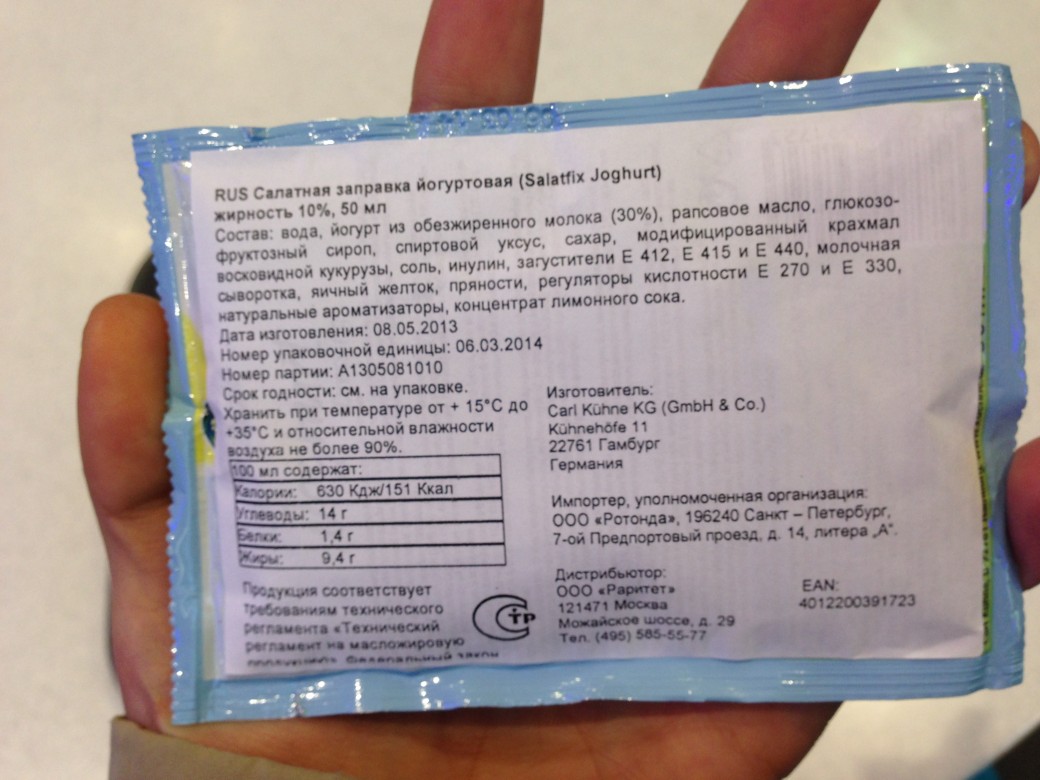 RUS Салатная заправка йогуртовая (Salatfix Joghurt)
жирность 10%, 50 мл
Состав: вода, йогурт из обезжиренного молока (30%), рапсовое масло, глюкозо-
фруктозный сироп, спиртовой уксус, сахар, модифицированный крахмал
восковидной кукурузы, соль, инулин, загустители Е 412, Е 415 и Е 440, молочная
сыворотка, яичный желток, пряности, регуляторы кислотности Е 270 и Е 330,
натуральные ароматизаторы, концентрат лимонного сока.
Дата изготовления: 08.05.2013
Номер упаковочной единицы: 06.03.2014
Номер партии: А1305081010
Срок годности: см. на упаковке.
Хранить при температуре от + 15°С до
+35°С и относительной влажности
воздуха не более 90%.
100 мл содержат:
Калории: 630 Кдж/151 Ккал
Углеводы: 14 г
Белки: 1,4 г
Жиры: 9,4 г
Продукция соответствует
требованиям технического
регламента «Технический
регламент на масложировую
продукцию» Федеральный закон
СТР
Изготовитель:
Carl Kühne KG (GmbH & Co.)
Kühnehöfe 11
22761 Гамбург
Германия
Импортер, уполномоченная организация:
ООО «Ротонда», 196240 Санкт – Петербург,
7-ой Предпортовый проезд, д. 14, литера „А“.
Дистрибьютор:
ООО «Раритет»
121471 Москва
Можайское шоссе, д. 29
Тел. (495) 585-55-77
EAN:
4012200391723